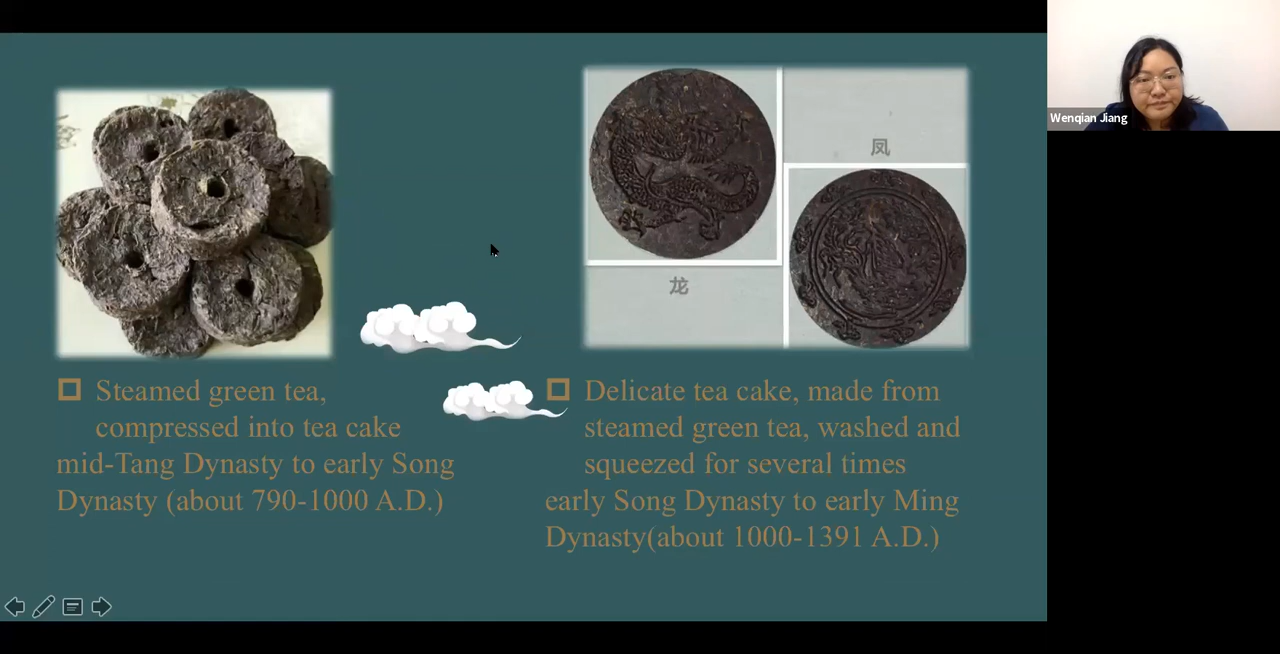 Steamed green tea,
compressed into tea cake
mid-Tang Dynasty to early Song
Dynasty (about 790-1000 A.D.)
凤
龙
Delicate tea cake, made from
steamed green tea, washed and
squeezed for several times
early Song Dynasty to early Ming
Dynasty(about 1000-1391 A.D.)
Wenqian Jiang